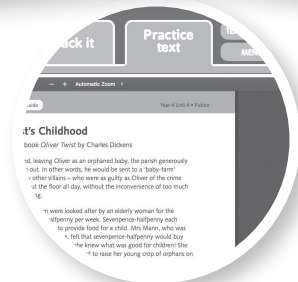 ck it
Practice
text
ME
− + Automatic Zoom
Year 4 Unit 4 • Fiction
t's Childhood
book Oliver Twist by Charles Dickens
d, leaving Oliver as an orphaned baby, the parish generously
out. In other words, he would be sent to a 'baby-farm'
other villains – who were as guilty as Oliver of the crime
ut the floor all day, without the inconvenience of too much
ng.
n were looked after by an elderly woman for the
halfpenny per week. Sevenpence-halfpenny each
to provide food for a child. Mrs Mann, who was
felt that sevenpence-halfpenny would buy
he knew what was good for children! She
d to raise her young crop of orphans on